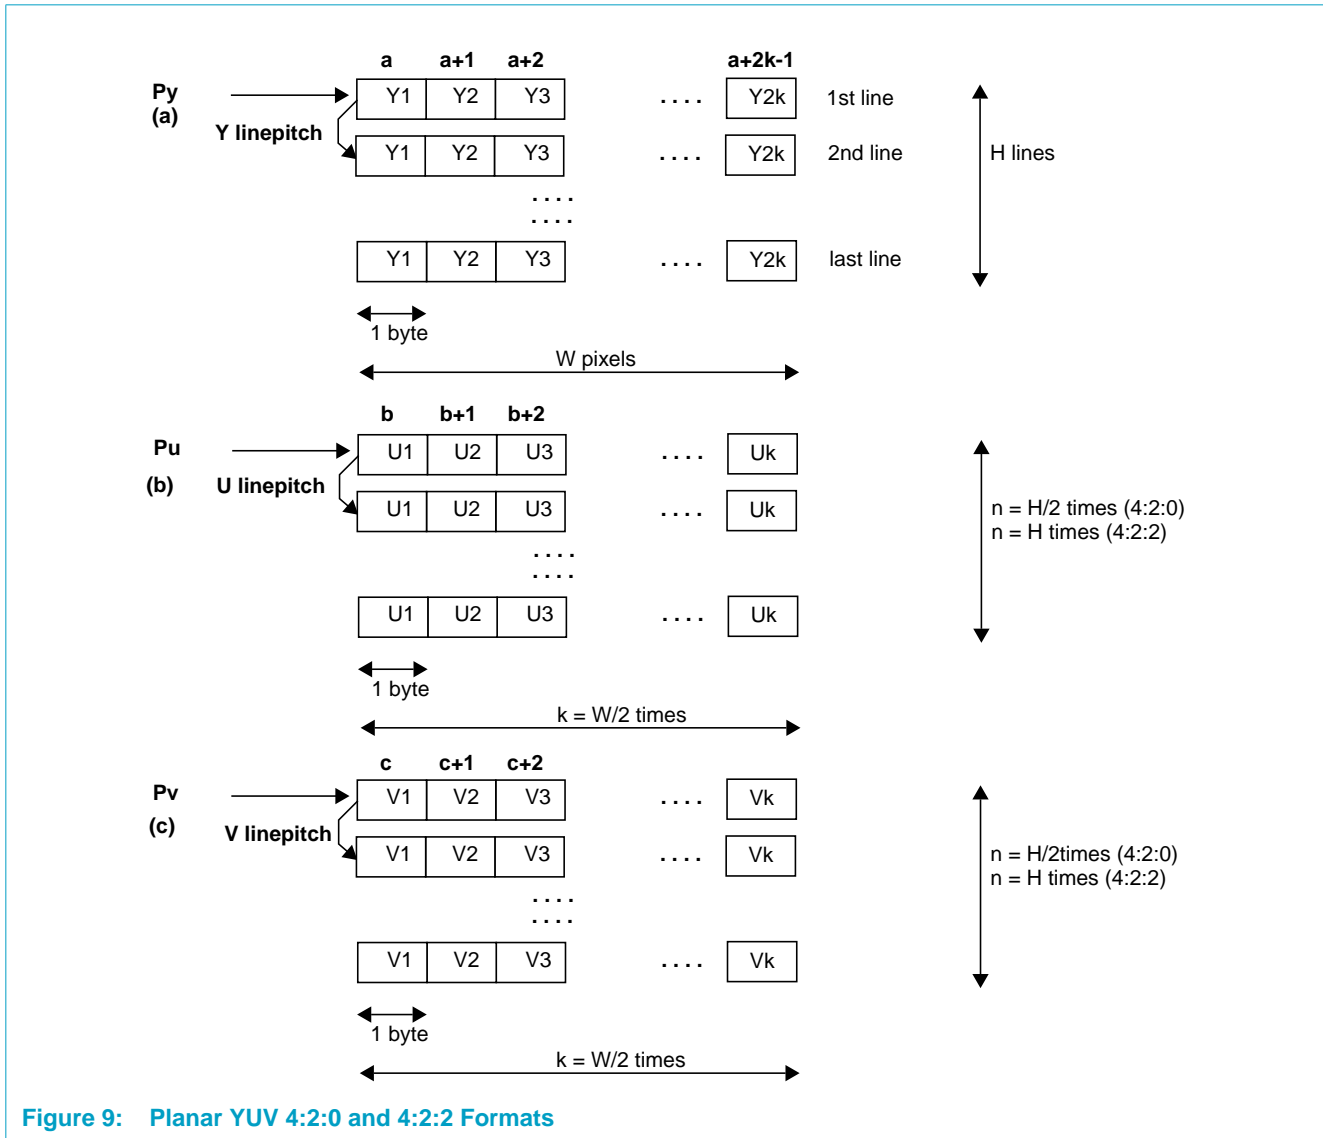 a a+1 a+2 a+2k-1
Py Y1 Y2 Y3 .... Y2k 1st line
(a)
Y linepitch
Y1 Y2 Y3 .... Y2k 2nd line
H lines
....
....
Y1 Y2 Y3 .... Y2k last line
1 byte
W pixels
b b+1 b+2
Pu U1 U2 U3 .... Uk
(b) U linepitch
U1 U2 U3 .... Uk
n = H/2 times (4:2:0)
n = H times (4:2:2)
....
....
U1 U2 U3 .... Uk
1 byte
k = W/2 times
c c+1 c+2
Pv V1 V2 V3 .... Vk
(c) V linepitch
V1 V2 V3 .... Vk
n = H/2times (4:2:0)
n = H times (4:2:2)
....
....
V1 V2 V3 .... Vk
1 byte
k = W/2 times
Figure 9: Planar YUV 4:2:0 and 4:2:2 Formats